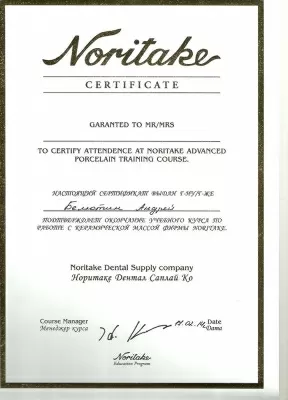 Noritake
CERTIFICATE
GARANTED TO MR/MRS
TO CERTIFY ATTENDENCE AT NORITAKE ADVANCED
PORCELAIN TRAINING COURSE.
НАСТОЯЩИЙ СЕРТИФИКАТ ВЫДАН Г-НУ/Г-ЖЕ
Андрей
ПОДТВЕРЖДАЕТ ОКОНЧАНИЕ УЧЕБНОГО КУРСА ПО
РАБОТЕ С КЕРАМИЧЕСКОЙ МАССОЙ ФИРМЫ NORITAKE.
Noritake Dental Supply company
Норитаке Дентал Саплай Ко
Course Manager
Менеджер курса
Date
Дата
Noritake
Education Program